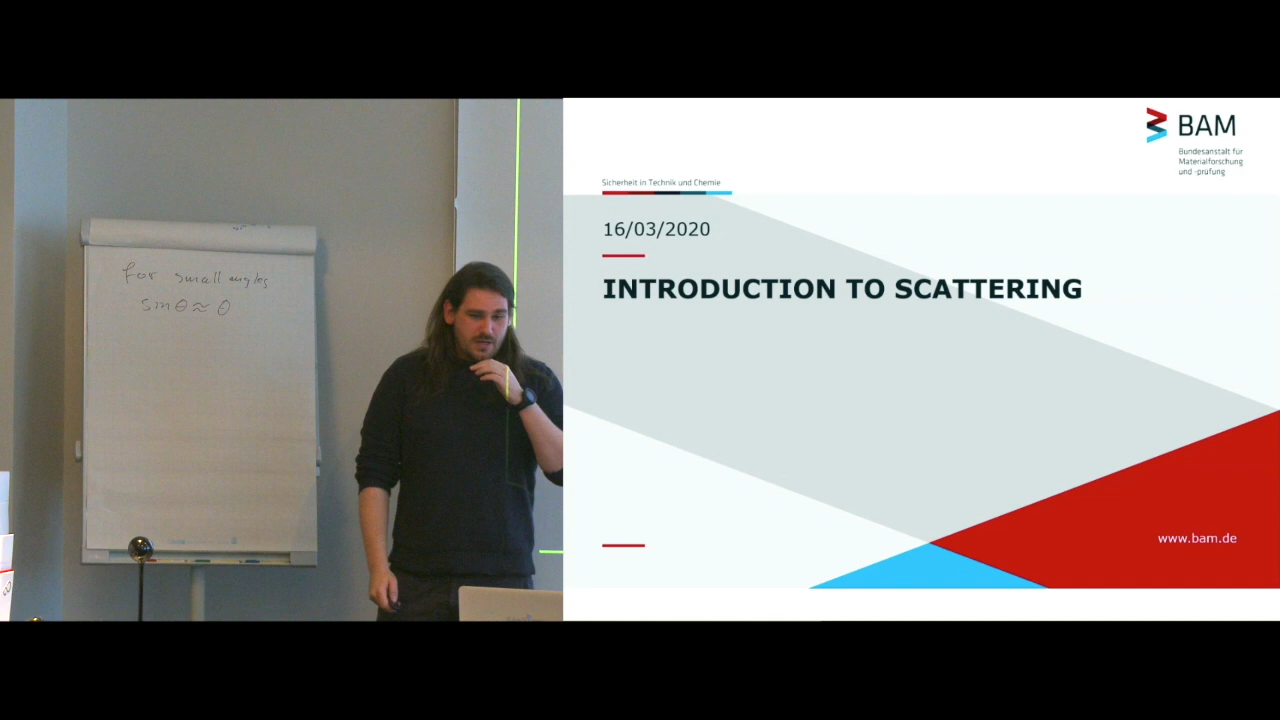 for small angles
sinθ ≈ θ
BAM
Bundesanstalt für
Materialforschung
und -prüfung
Sicherheit in Technik und Chemie
16/03/2020
INTRODUCTION TO SCATTERING
www.bam.de